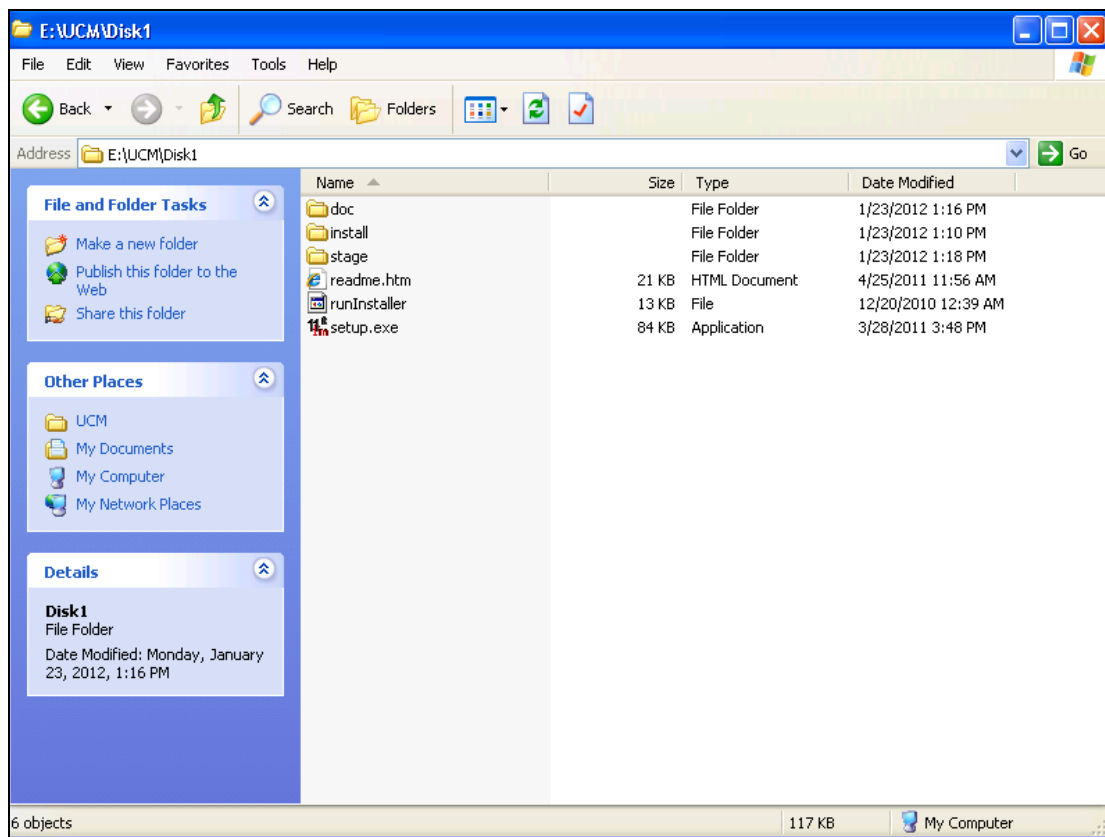 E:\UCM\Disk1
File Edit View Favorites Tools Help
Back Search Folders
Address E:\UCM\Disk1 Go
File and Folder Tasks
Make a new folder
Publish this folder to the
Web
Share this folder
Other Places
UCM
My Documents
My Computer
My Network Places
Details
Disk1
File Folder
Date Modified: Monday, January
23, 2012, 1:16 PM
Name Size Type Date Modified
doc File Folder 1/23/2012 1:16 PM
install File Folder 1/23/2012 1:10 PM
stage File Folder 1/23/2012 1:18 PM
readme.htm 21 KB HTML Document 4/25/2011 11:56 AM
runInstaller 13 KB File 12/20/2010 12:39 AM
setup.exe 84 KB Application 3/28/2011 3:48 PM
6 objects 117 KB My Computer